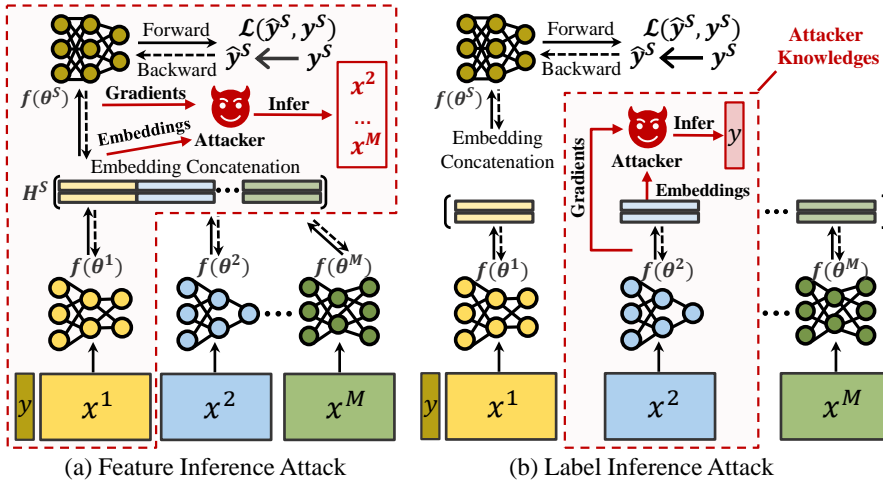 Forward
𝓛(ŷ^S, y^S)
Backward
ŷ^S
y^S
f(θ^S)
Gradients
Infer
Embeddings
Attacker
x^2
...
x^M
Embedding Concatenation
H^S
f(θ^1)
f(θ^2)
f(θ^M)
y
x^1
x^2
x^M
(a) Feature Inference Attack
Forward
𝓛(ŷ^S, y^S)
Backward
ŷ^S
y^S
Attacker
Knowledges
f(θ^S)
Embedding
Concatenation
Gradients
Infer
y
Attacker
Embeddings
f(θ^1)
f(θ^2)
f(θ^M)
y
x^1
x^2
x^M
(b) Label Inference Attack